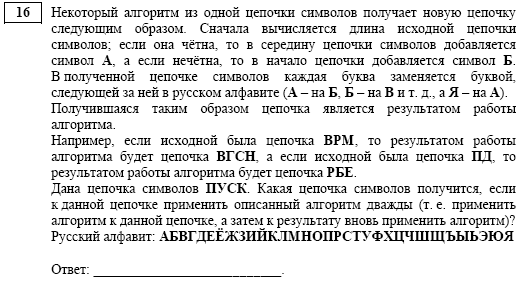 16
Некоторый алгоритм из одной цепочки символов получает новую цепочку
следующим образом. Сначала вычисляется длина исходной цепочки
символов; если она чётна, то в середину цепочки символов добавляется
символ А, а если нечётна, то в начало цепочки добавляется символ Б.
В полученной цепочке символов каждая буква заменяется буквой,
следующей за ней в русском алфавите (А – на Б, Б – на В и т. д., а Я – на А).
Получившаяся таким образом цепочка является результатом работы
алгоритма.
Например, если исходной была цепочка ВРМ, то результатом работы
алгоритма будет цепочка ВГСН, а если исходной была цепочка ПД, то
результатом работы алгоритма будет цепочка РБЕ.
Дана цепочка символов ПУСК. Какая цепочка символов получится, если
к данной цепочке применить описанный алгоритм дважды (т. е. применить
алгоритм к данной цепочке, а затем к результату вновь применить алгоритм)?
Русский алфавит: АБВГДЕЁЖЗИЙКЛМНОПРСТУФХЦЧШЩЪЫЬЭЮЯ
Ответ: ___________________________.